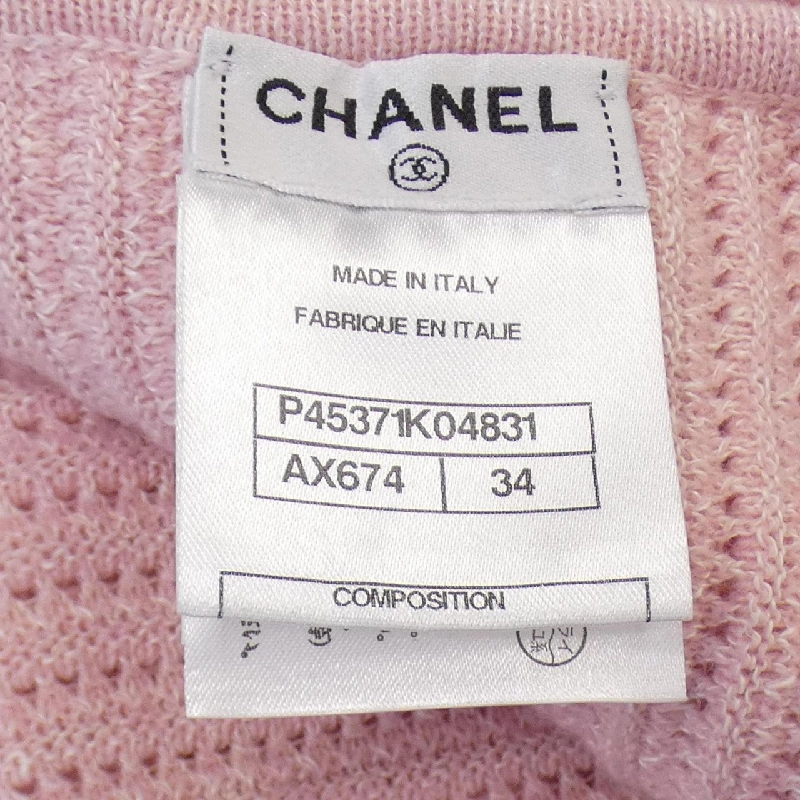 CHANEL
MADE IN ITALY
FABRIQUE EN ITALIE
P45371K04831
AX674 34
COMPOSITION